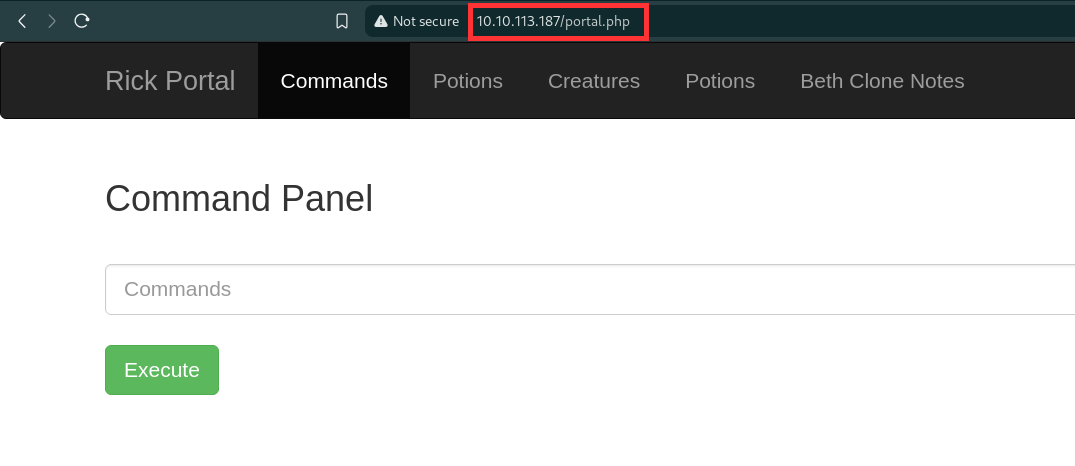 Not secure 10.10.113.187/portal.php
Rick Portal Commands Potions Creatures Potions Beth Clone Notes
Command Panel
Commands
Execute